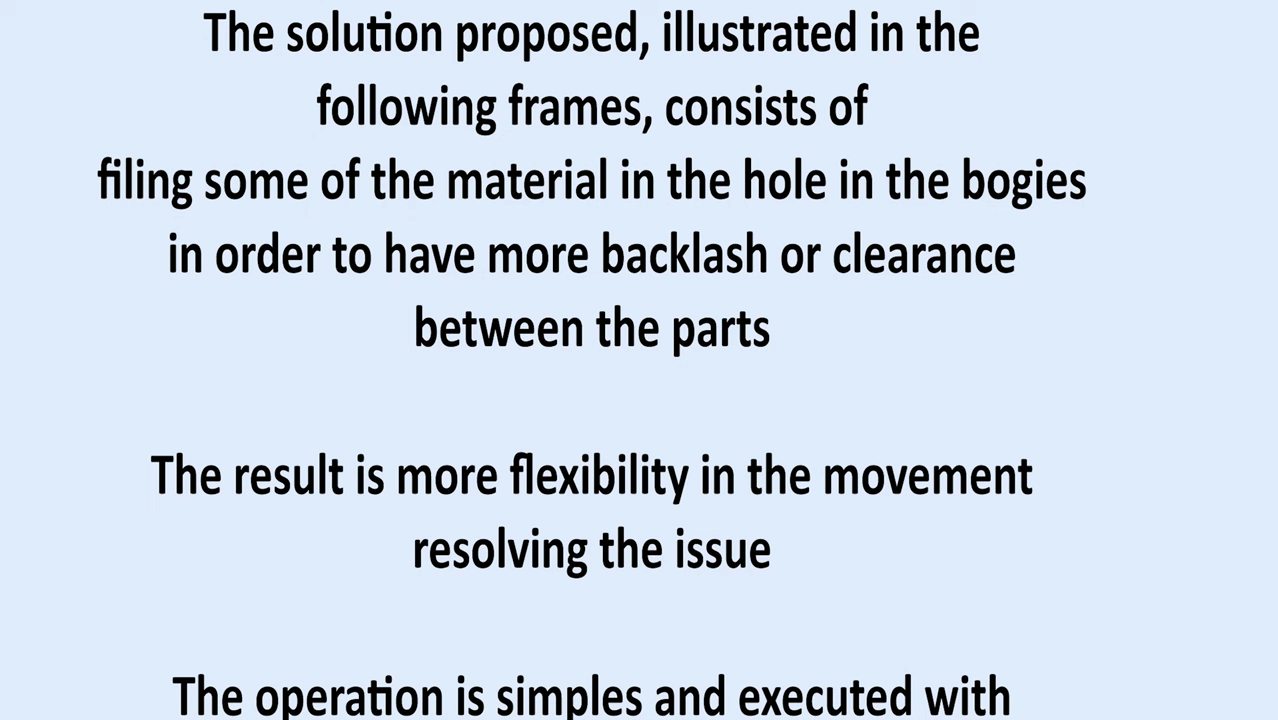 The solution proposed, illustrated in the
following frames, consists of
filing some of the material in the hole in the bogies
in order to have more backlash or clearance
between the parts
The result is more flexibility in the movement
resolving the issue
The operation is simples and executed with